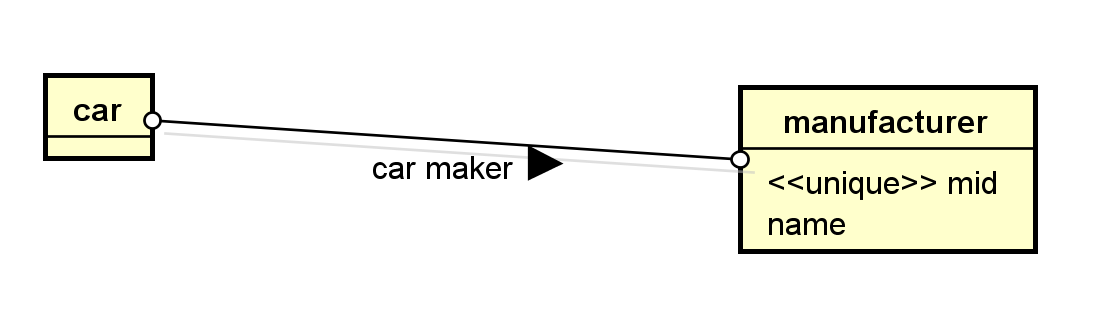 car
car maker
manufacturer
<<unique>> mid
name